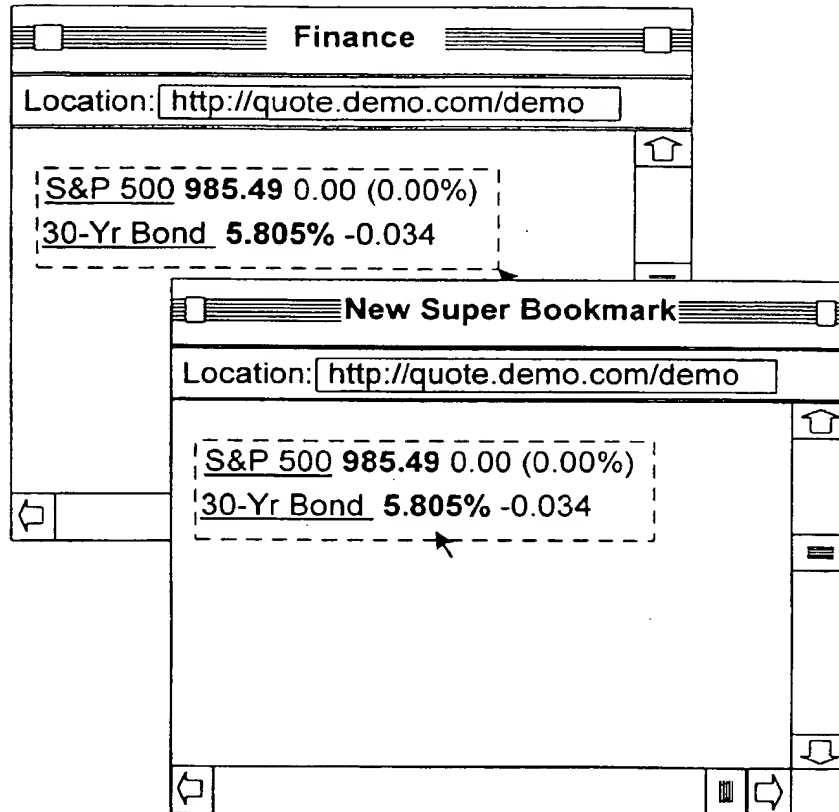 Finance
Location: http://quote.demo.com/demo
S&P 500 985.49 0.00 (0.00%)
30-Yr Bond 5.805% -0.034
New Super Bookmark
Location: http://quote.demo.com/demo
S&P 500 985.49 0.00 (0.00%)
30-Yr Bond 5.805% -0.034